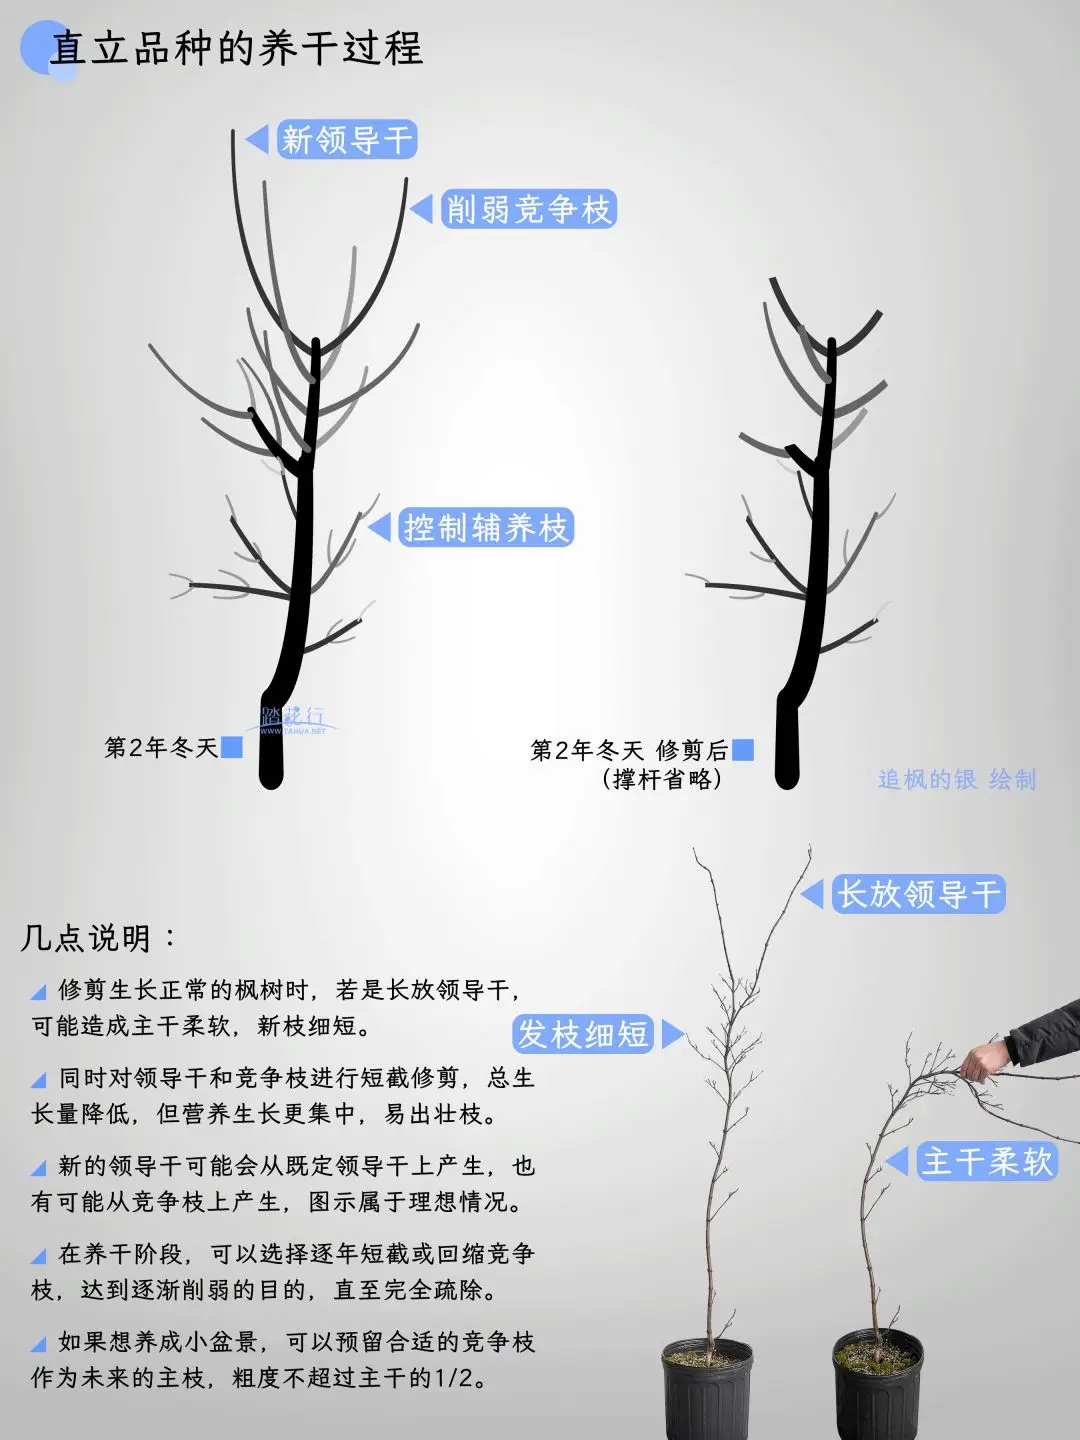 直立品种的养干过程
新领导干
削弱竞争枝
控制辅养枝
踏花行
WWW.TAHUA.NET
第2年冬天
第2年冬天 修剪后
(撑杆省略)
追枫的银 绘制
长放领导干
几点说明：
修剪生长正常的枫树时，若是长放领导干，
可能造成主干柔软，新枝细短。
发枝细短
同时对领导干和竞争枝进行短截修剪，总生
长量降低，但营养生长更集中，易出壮枝。
主干柔软
新的领导干可能会从既定领导干上产生，也
有可能从竞争枝上产生，图示属于理想情况。
在养干阶段，可以选择逐年短截或回缩竞争
枝，达到逐渐削弱的目的，直至完全疏除。
如果想养成小盆景，可以预留合适的竞争枝
作为未来的主枝，粗度不超过主干的1/2。